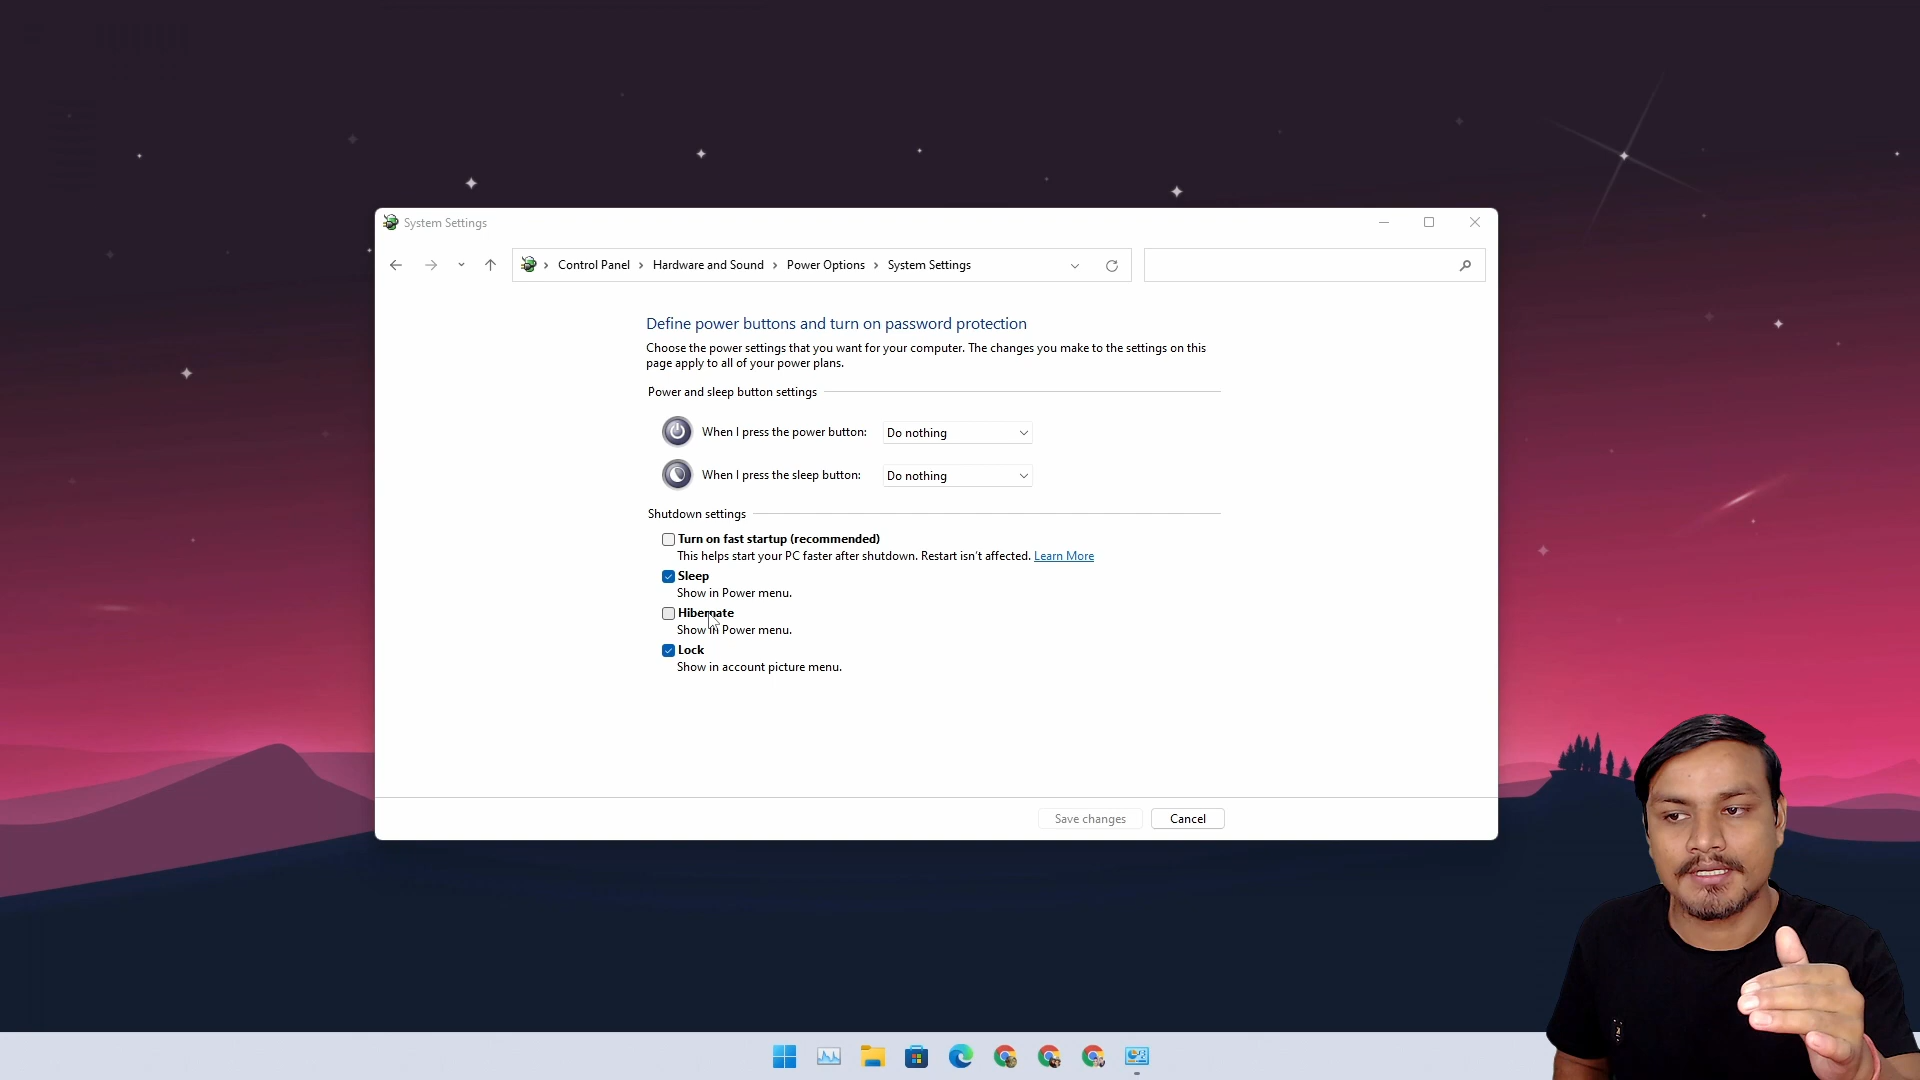 System Settings
Control Panel > Hardware and Sound > Power Options > System Settings
Define power buttons and turn on password protection
Choose the power settings that you want for your computer. The changes you make to the settings on this
page apply to all of your power plans.
Power and sleep button settings
When I press the power button: Do nothing
When I press the sleep button: Do nothing
Shutdown settings
Turn on fast startup (recommended)
This helps start your PC faster after shutdown. Restart isn't affected. Learn More
Sleep
Show in Power menu.
Hibernate
Show in Power menu.
Lock
Show in account picture menu.
Save changes Cancel